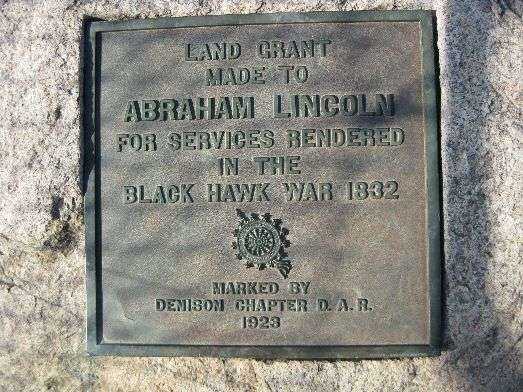 LAND GRANT
MADE TO
ABRAHAM LINCOLN
FOR SERVICES RENDERED
IN THE
BLACK HAWK WAR 1832
MARKED BY
DENISON CHAPTER D. A. R.
1923